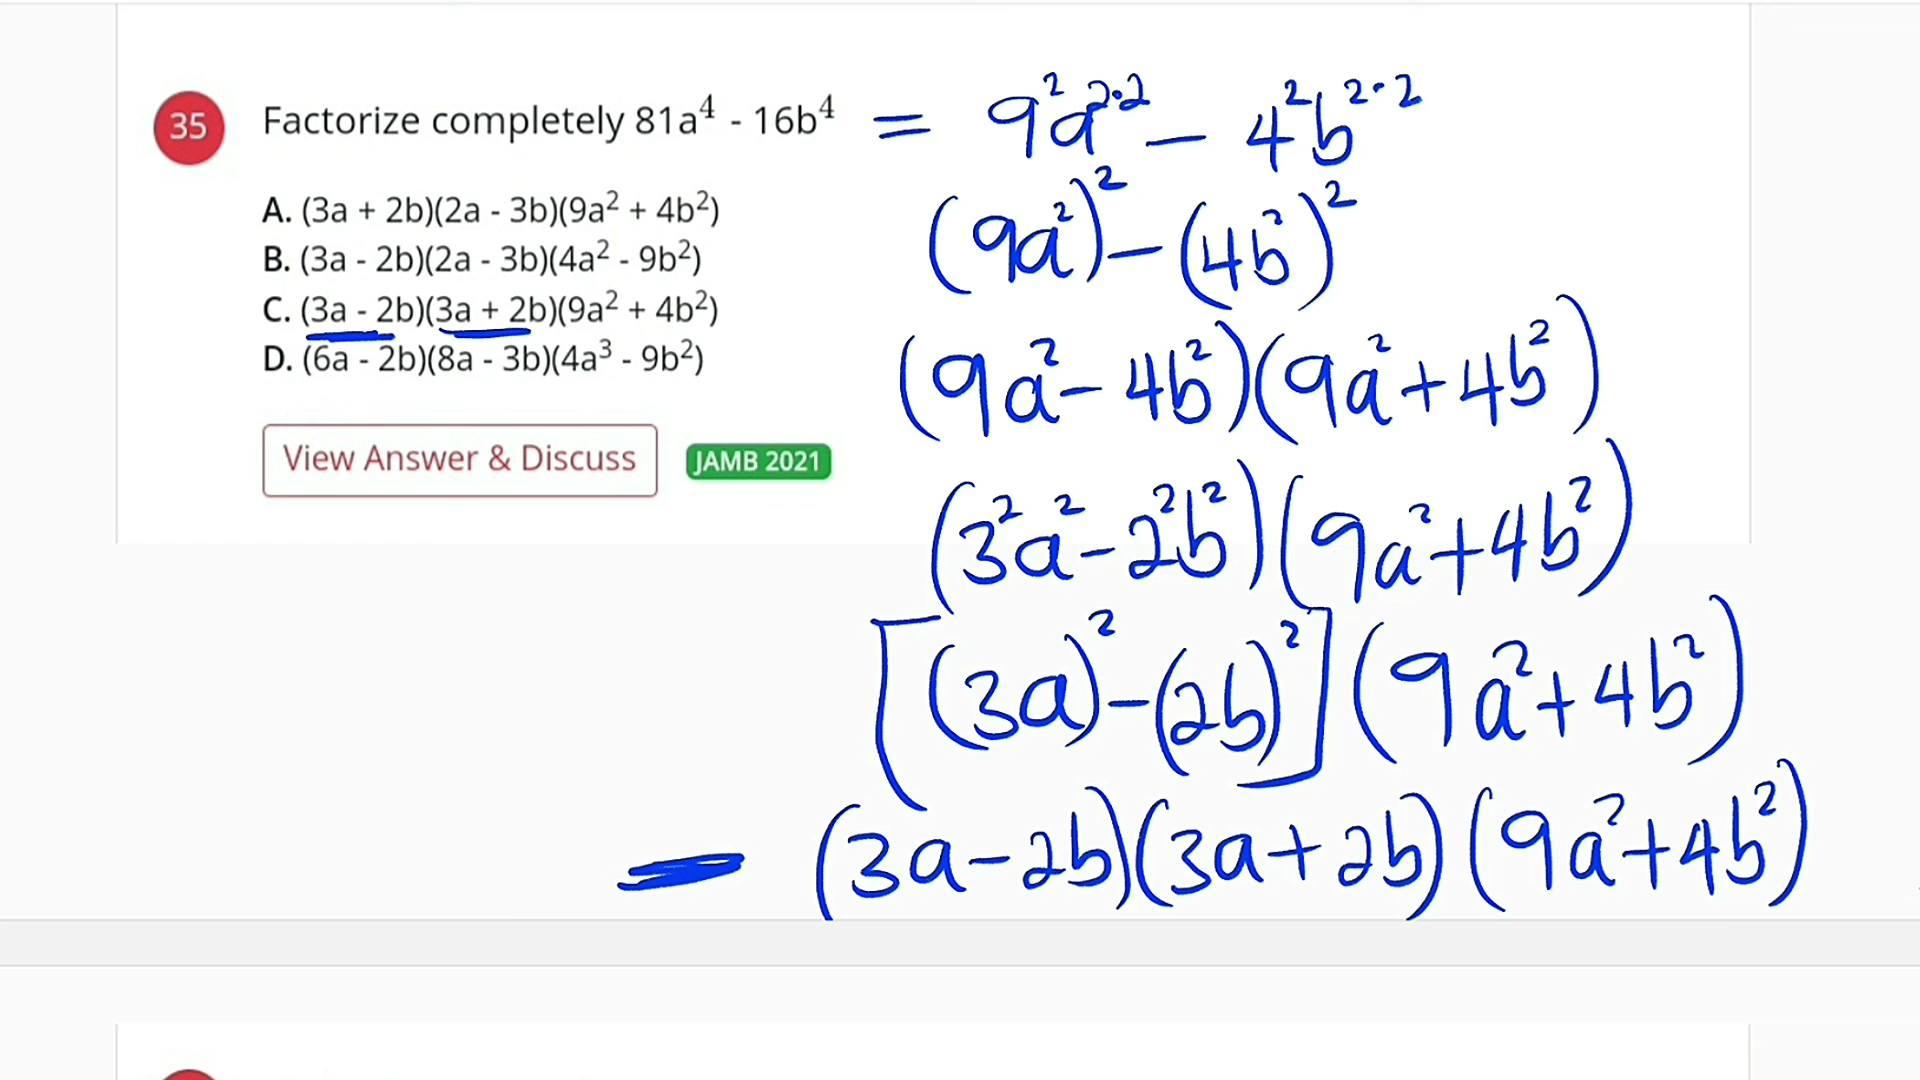 35 Factorize completely 81a⁴ - 16b⁴ = 9²a²·² - 4²b²·²
A. (3a + 2b)(2a - 3b)(9a² + 4b²)
B. (3a - 2b)(2a - 3b)(4a² - 9b²)
C. (3a - 2b)(3a + 2b)(9a² + 4b²)
D. (6a - 2b)(8a - 3b)(4a³ - 9b²)
View Answer & Discuss JAMB 2021
(9a²)² - (4b²)²
(9a² - 4b²)(9a² + 4b²)
(3²a² - 2²b²)(9a² + 4b²)
[(3a)² - (2b)²](9a² + 4b²)
(3a - 2b)(3a + 2b)(9a² + 4b²)